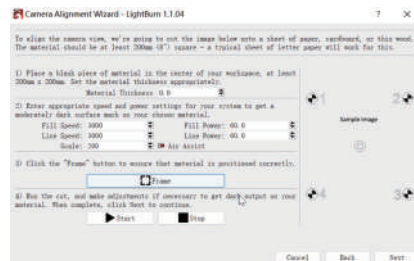 Camera Alignment Wizard - LightBurn 1.1.04 ? ×
To align the camera view, we're going to cut the image below onto a sheet of paper, cardboard, or thin wood.
The material should be at least 200mm (8") square - a typical sheet of letter paper will work for this.
1) Place a blank piece of material in the center of your workspace, at least
200mm x 200mm. Set the material thickness appropriately.
Material Thickness 0.0
2) Enter appropriate speed and power settings for your system to get a
moderately dark surface mark on your chosen material.
Fill Speed: 3000 Fill Power: 60.0
Line Speed: 3000 Line Power: 60.0
Scale: 200 Air Assist
3) Click the "Frame" button to ensure that material is positioned correctly.
Frame
4) Run the cut, and make adjustments if necessary to get dark output on your
material. When complete, click Next to continue.
Start Stop
1 2
Sample Image
3 4
Cancel Back Next